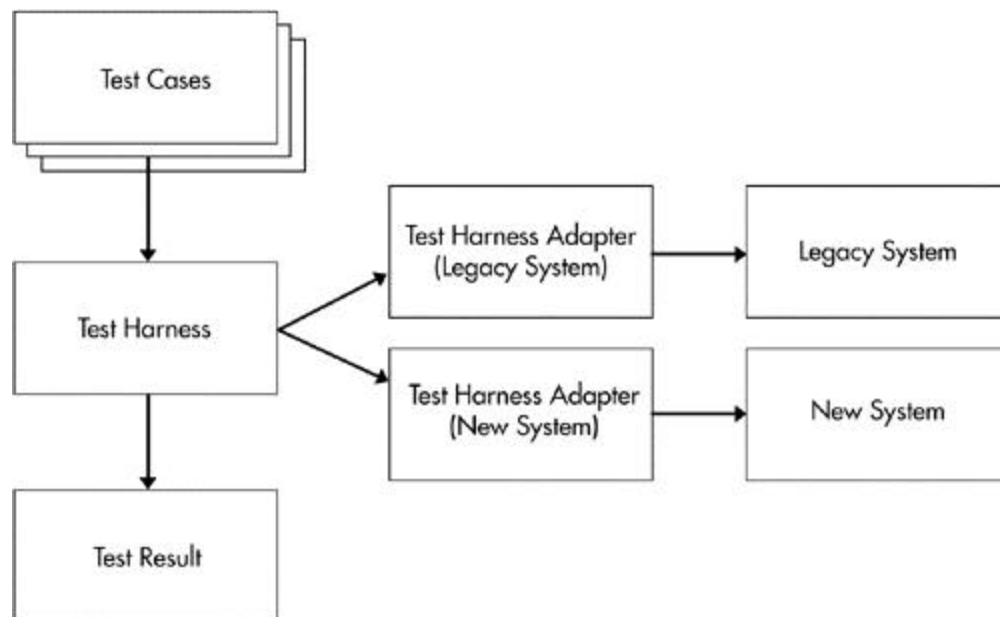 Test Cases
Test Harness Adapter
(Legacy System)
Legacy System
Test Harness
Test Harness Adapter
(New System)
New System
Test Result